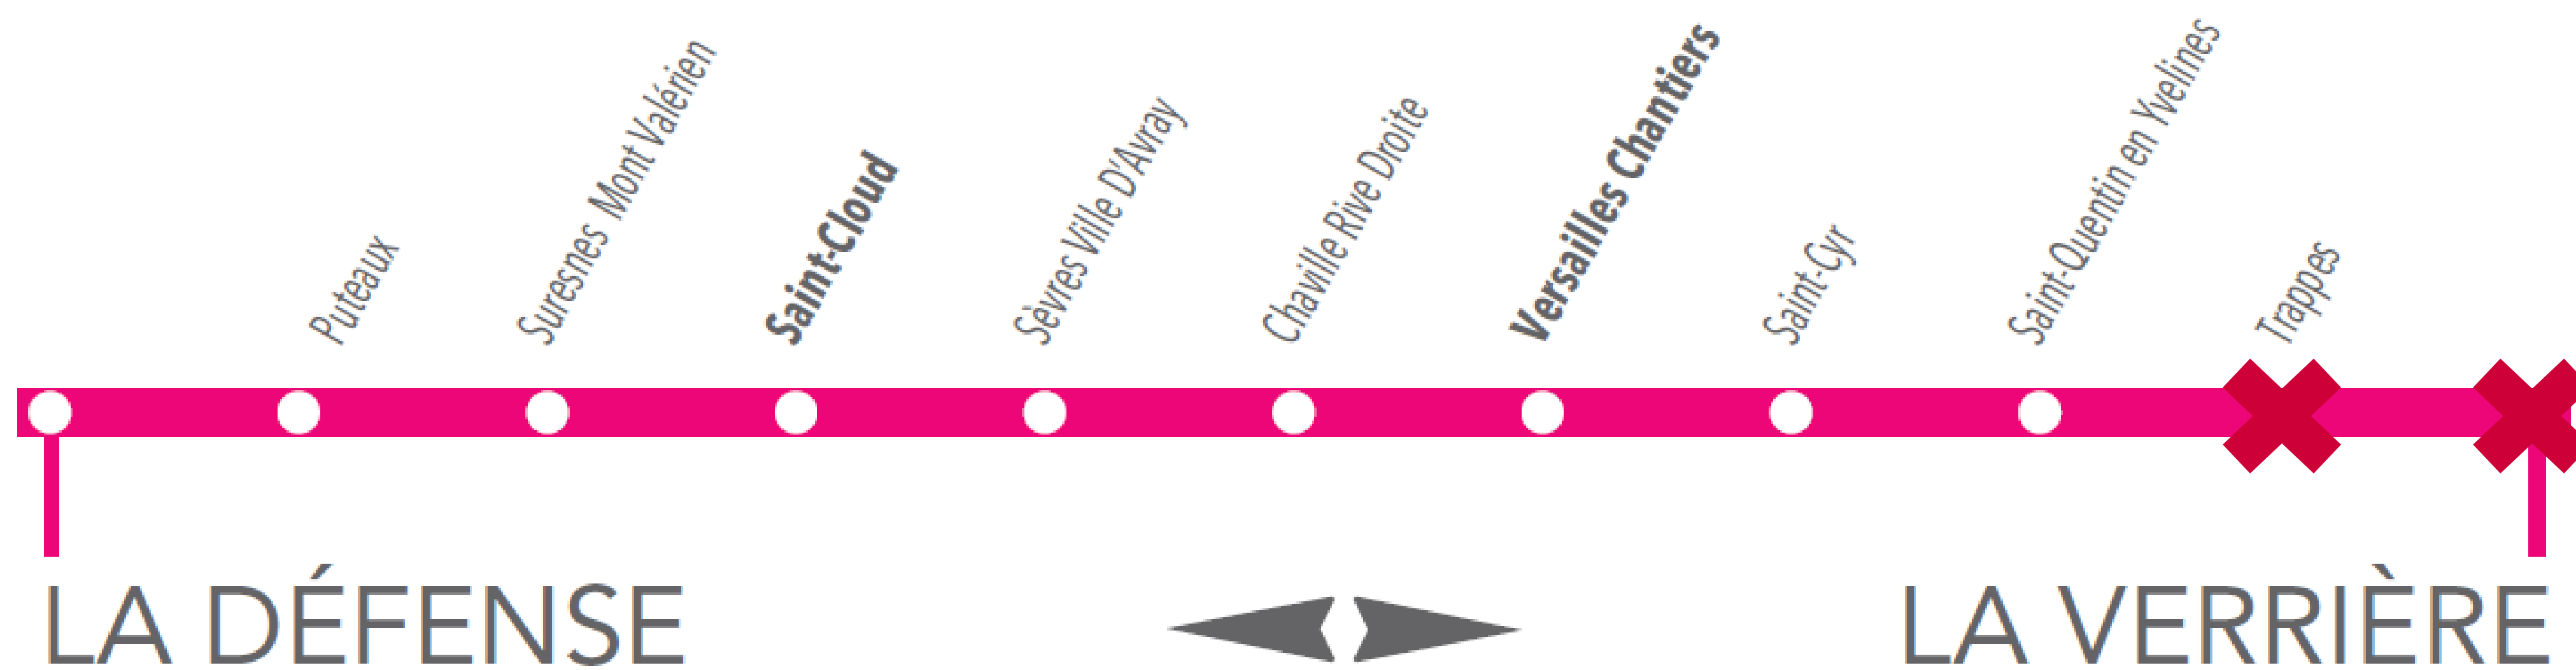 Puteaux
Suresnes Mont Valérien
Saint-Cloud
Sèvres Ville D'Avray
Chaville Rive Droite
Versailles Chantiers
Saint-Cyr
Saint-Quentin en Yvelines
Trappes
LA DÉFENSE
LA VERRIÈRE